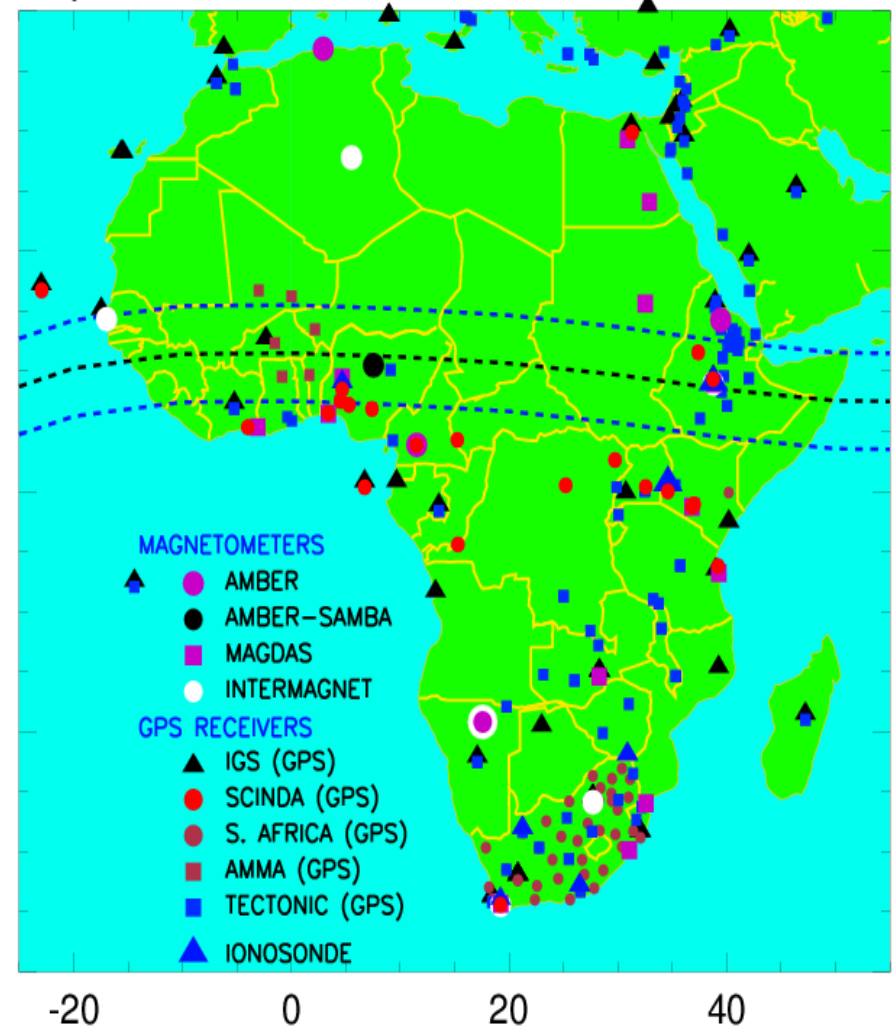 MAGNETOMETERS
AMBER
AMBER-SAMBA
MAGDAS
INTERMAGNET
GPS RECEIVERS
IGS (GPS)
SCINDA (GPS)
S. AFRICA (GPS)
AMMA (GPS)
TECTONIC (GPS)
IONOSONDE
-20 0 20 40